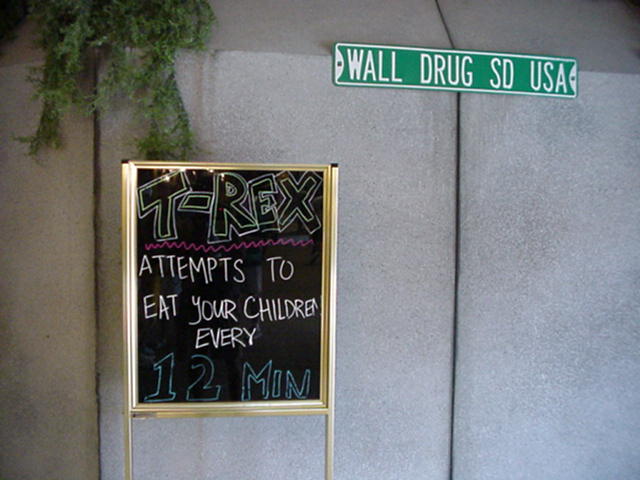 WALL DRUG SD USA
T-REX
ATTEMPTS TO
EAT YOUR CHILDREN
EVERY
12 MIN